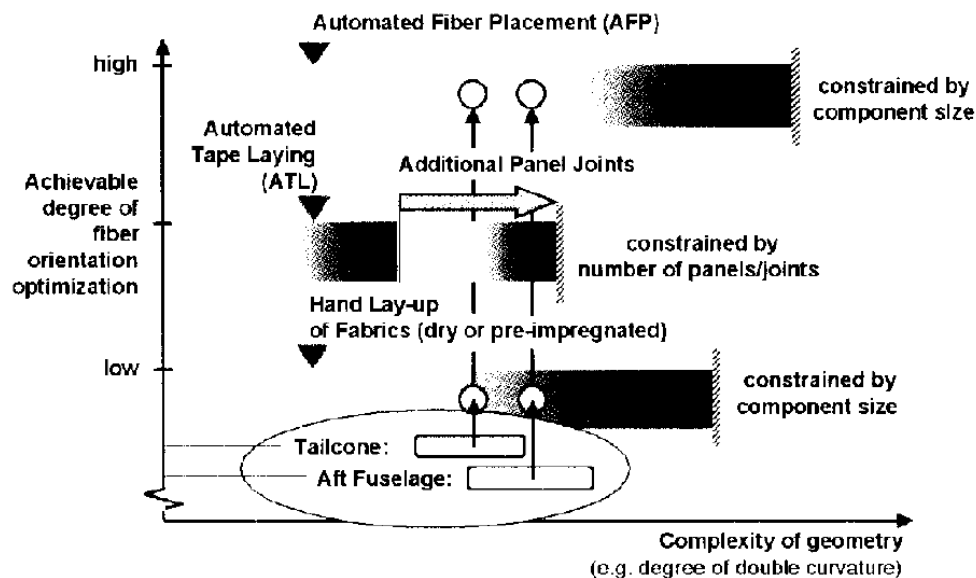 Automated Fiber Placement (AFP)
high
constrained by
component size
Automated
Tape Laying
(ATL)
Additional Panel Joints
Achievable
degree of
fiber
orientation
optimization
constrained by
number of panels/joints
Hand Lay-up
of Fabrics (dry or pre-impregnated)
low
constrained by
component size
Tailcone:
Aft Fuselage:
Complexity of geometry
(e.g. degree of double curvature)